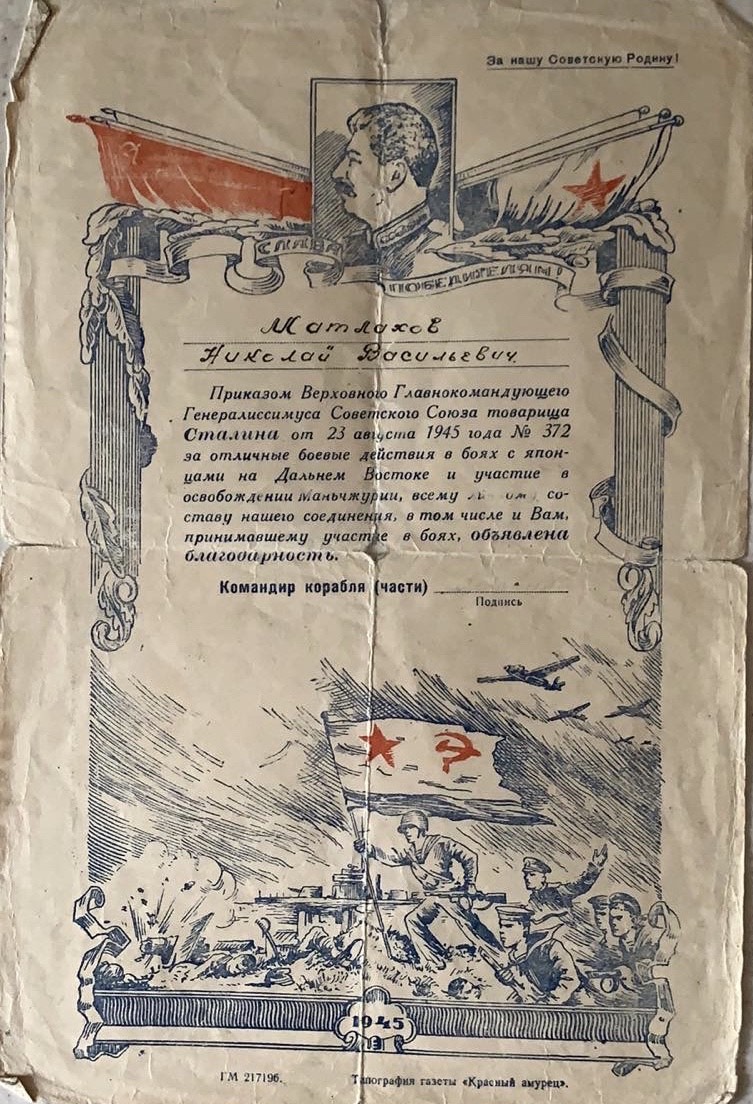 За нашу Советскую Родину!
СЛАВА
ПОБЕДИТЕЛЯМ!
Матлахов
Николай Васильевич
Приказом Верховного Главнокомандующего
Генералиссимуса Советского Союза товарища
Сталина от 23 августа 1945 года № 372
за отличные боевые действия в боях с япон-
цами на Дальнем Востоке и участие в
освобождении Маньчжурии, всему со-
ставу нашего соединения, в том числе и Вам,
принимавшему участие в боях, объявлена
благодарность.
Командир корабля (части)
Подпись
1945
ГМ 217196.
Типография газеты «Красный амурец».